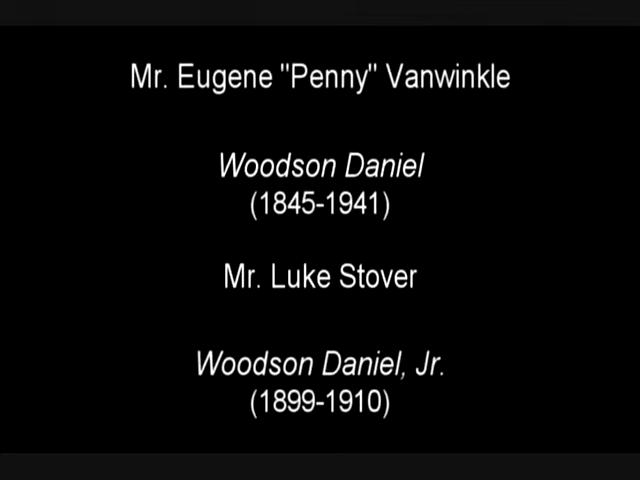 Mr. Eugene "Penny" Vanwinkle
Woodson Daniel
(1845-1941)
Mr. Luke Stover
Woodson Daniel, Jr.
(1899-1910)